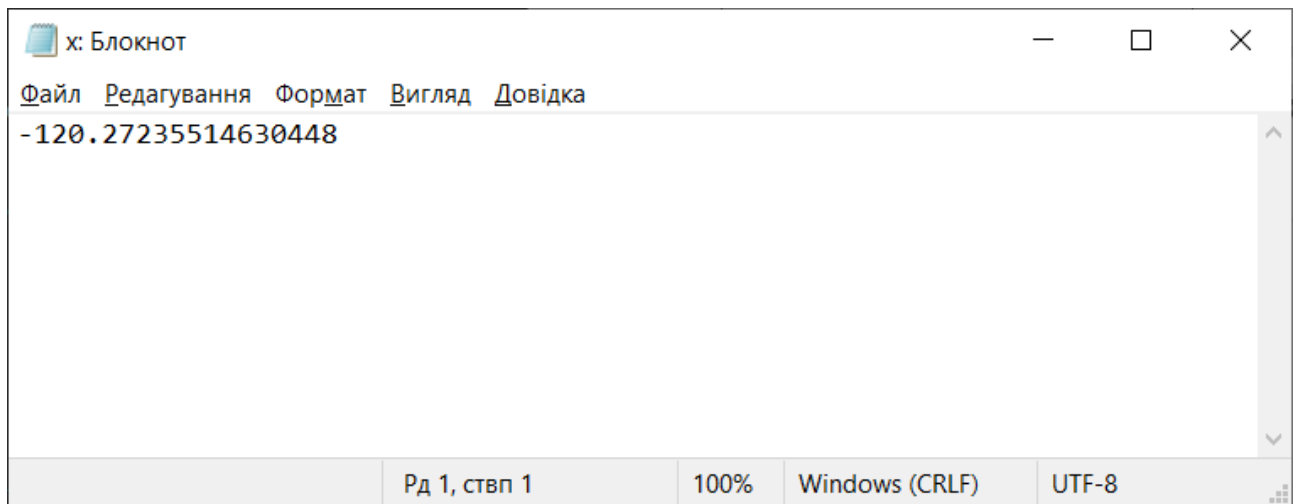 x: Блокнот
Файл Редагування Формат Вигляд Довідка
-120.27235514630448
Рд 1, ствп 1 100% Windows (CRLF) UTF-8